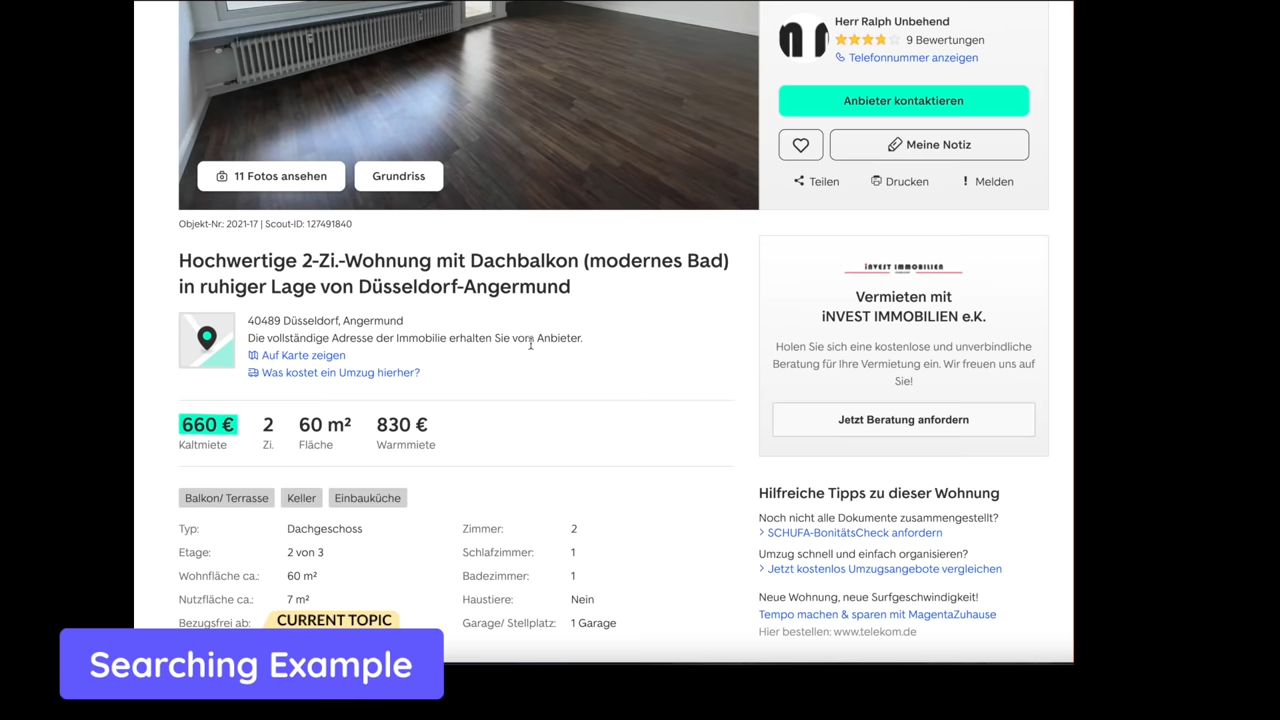 Herr Ralph Unbehend
9 Bewertungen
Telefonnummer anzeigen
Anbieter kontaktieren
Meine Notiz
Teilen
Drucken
Melden
11 Fotos ansehen
Grundriss
Objekt-Nr.: 2021-17 | Scout-ID: 127491840
Hochwertige 2-Zi.-Wohnung mit Dachbalkon (modernes Bad)
in ruhiger Lage von Düsseldorf-Angermund
40489 Düsseldorf, Angermund
Die vollständige Adresse der Immobilie erhalten Sie vom Anbieter.
Auf Karte zeigen
Was kostet ein Umzug hierher?
660 € 2 60 m² 830 €
Kaltmiete Zi. Fläche Warmmiete
Balkon/ Terrasse Keller Einbauküche
Typ: Dachgeschoss Zimmer: 2
Etage: 2 von 3 Schlafzimmer: 1
Wohnfläche ca.: 60 m² Badezimmer: 1
Nutzfläche ca.: 7 m² Haustiere: Nein
Bezugsfrei ab: Garage/ Stellplatz: 1 Garage
iNVEST IMMOBILIEN
Vermieten mit
iNVEST IMMOBILIEN e.K.
Holen Sie sich eine kostenlose und unverbindliche
Beratung für Ihre Vermietung ein. Wir freuen uns auf
Sie!
Jetzt Beratung anfordern
Hilfreiche Tipps zu dieser Wohnung
Noch nicht alle Dokumente zusammengestellt?
> SCHUFA-BonitätsCheck anfordern
Umzug schnell und einfach organisieren?
> Jetzt kostenlos Umzugsangebote vergleichen
Neue Wohnung, neue Surfgeschwindigkeit!
Tempo machen & sparen mit MagentaZuhause
Hier bestellen: www.telekom.de
CURRENT TOPIC
Searching Example